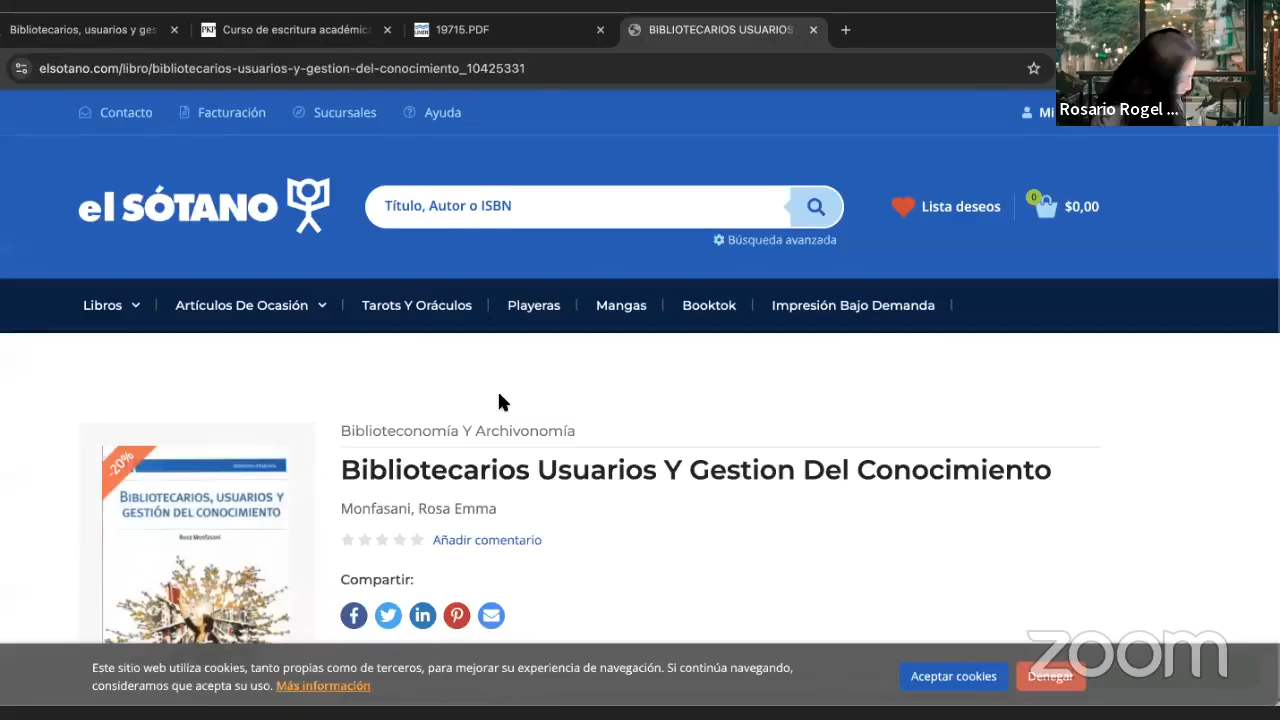 Bibliotecarios, usuarios y ges
PKP Curso de escritura académica
19715.PDF
BIBLIOTECARIOS USUARIOS
elsotano.com/libro/bibliotecarios-usuarios-y-gestion-del-conocimiento_10425331
Rosario Rogel ...
Contacto
Facturación
Sucursales
Ayuda
Mi
el SÓTANO
Título, Autor o ISBN
Búsqueda avanzada
Lista deseos
0
$0,00
Libros
Artículos De Ocasión
Tarots Y Oráculos
Playeras
Mangas
Booktok
Impresión Bajo Demanda
Biblioteconomía Y Archivonomía
Bibliotecarios Usuarios Y Gestion Del Conocimiento
Monfasani, Rosa Emma
Añadir comentario
Compartir:
-20%
BIBLIOTECARIOS, USUARIOS Y
GESTIÓN DEL CONOCIMIENTO
Rosa Monfasani
Este sitio web utiliza cookies, tanto propias como de terceros, para mejorar su experiencia de navegación. Si continúa navegando,
consideramos que acepta su uso. Más información
Aceptar cookies
Denegar
zoom